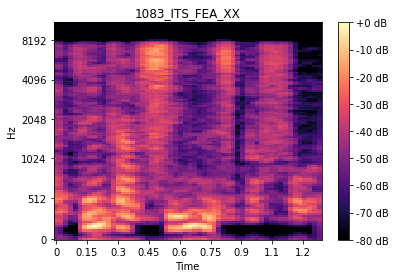 1083_ITS_FEA_XX
8192
4096
2048
1024
512
0
Hz
0 0.15 0.3 0.45 0.6 0.75 0.9 1.1 1.2
Time
+0 dB
-10 dB
-20 dB
-30 dB
-40 dB
-50 dB
-60 dB
-70 dB
-80 dB